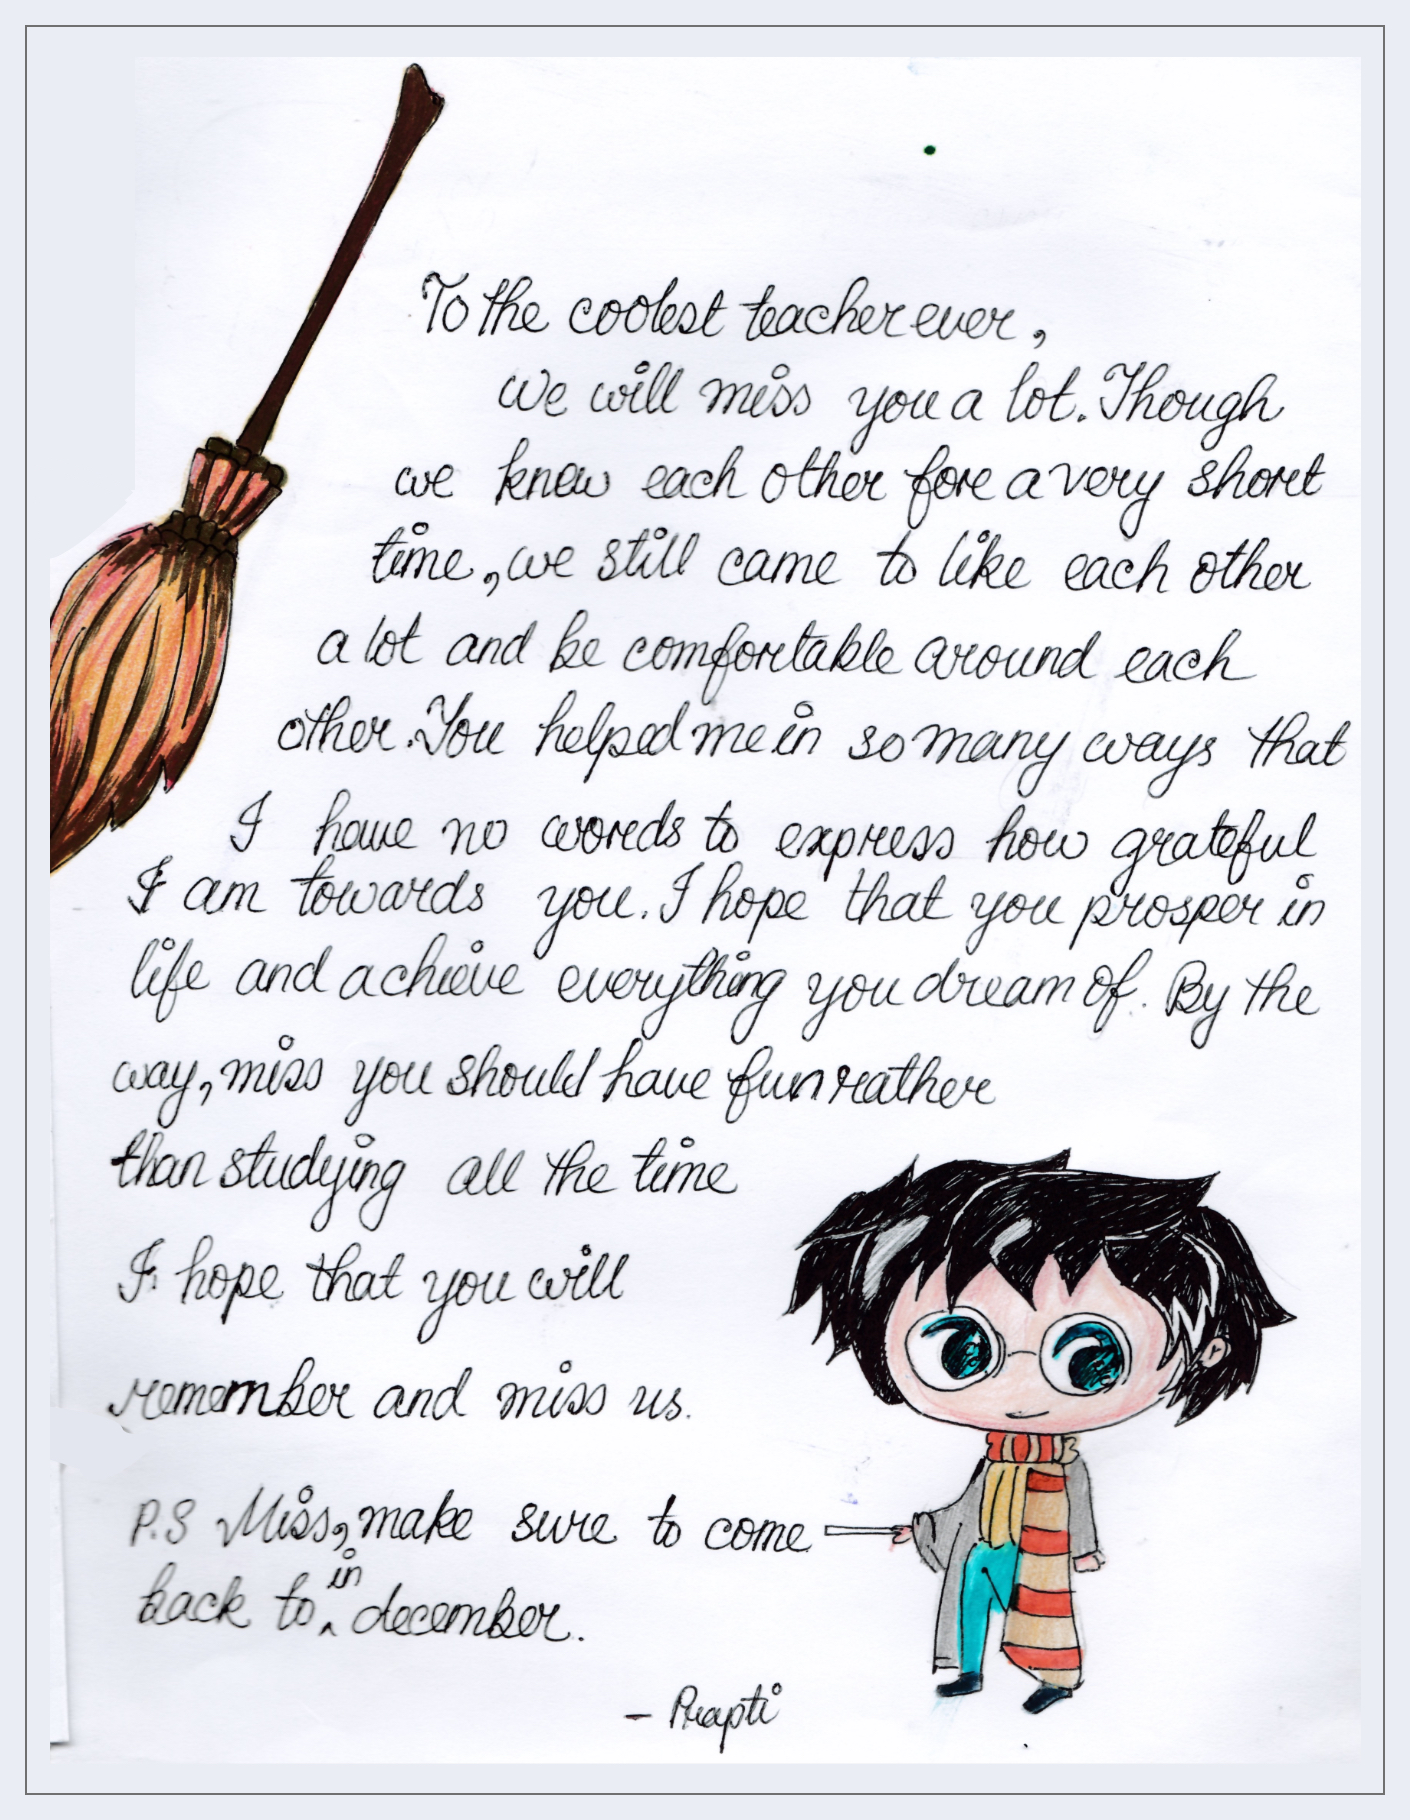 To the coolest teacher ever,
we will miss you a lot. Though
we knew each other fore a very short
time, we still came to like each other
a lot and be comfortable around each
other. You helped me in so many ways that
I have no words to express how grateful
I am towards you. I hope that you prosper in
life and achieve everything you dream of. By the
way, miss you should have fun rather
than studying all the time
I hope that you will
remember and miss us.
P.S Miss, make sure to come
back to in december.
- Prapti